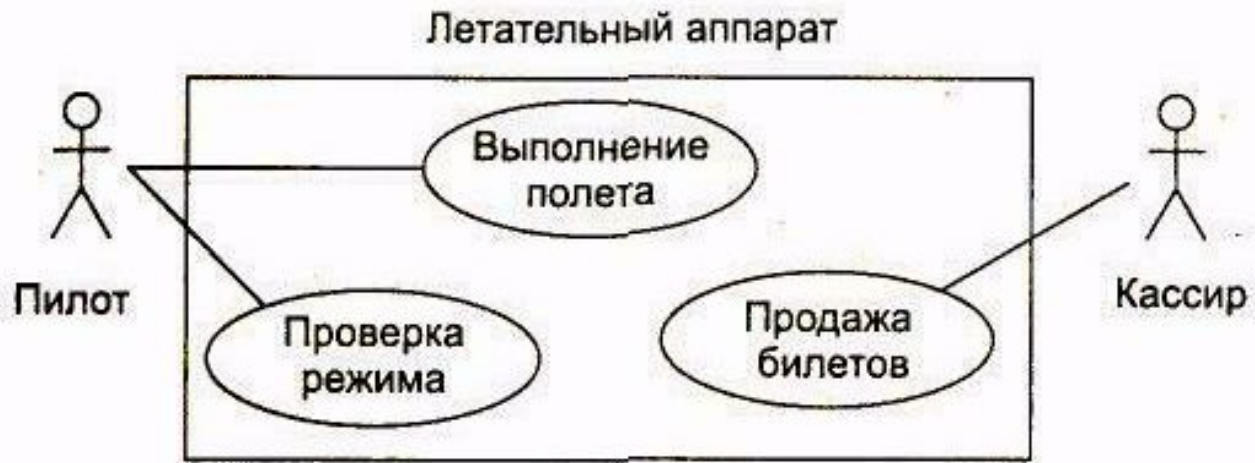 Летательный аппарат
Выполнение
полета
Пилот
Кассир
Проверка
режима
Продажа
билетов